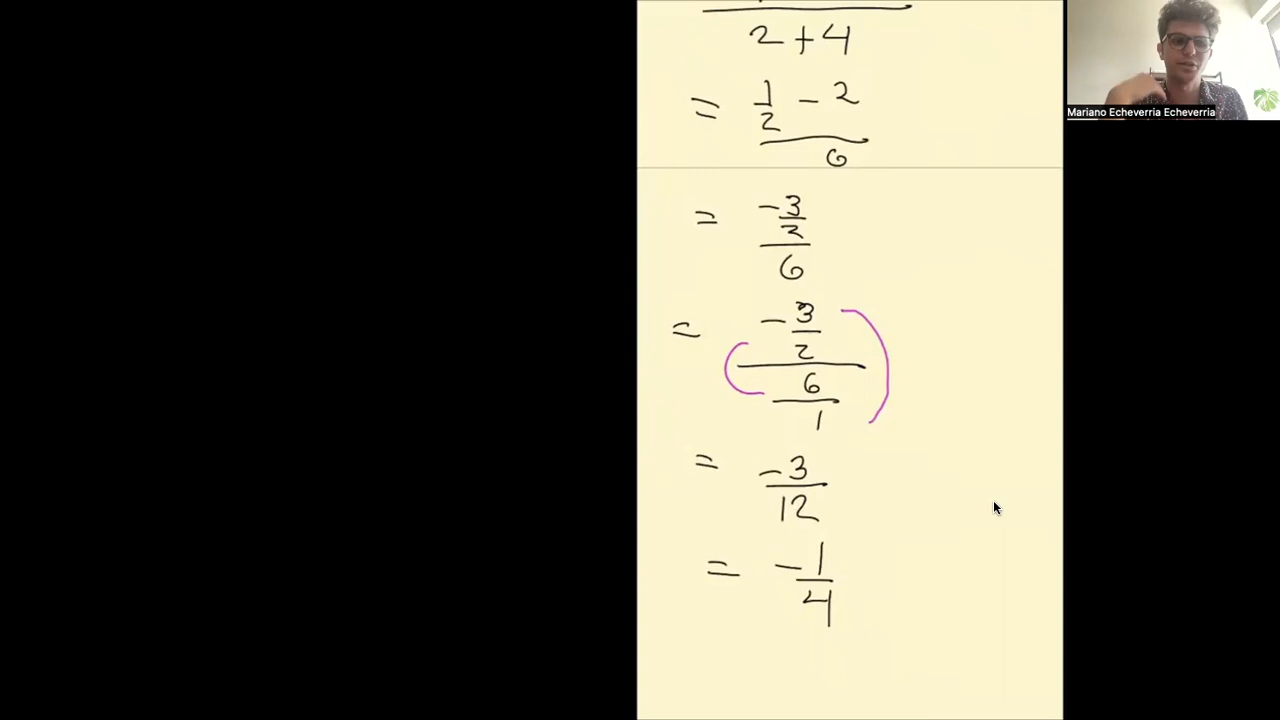 2 + 4
= 1/2 - 2
6
= -3/2
6
= -3/2
6/1
= -3/12
= -1/4
Mariano Echeverria Echeverria